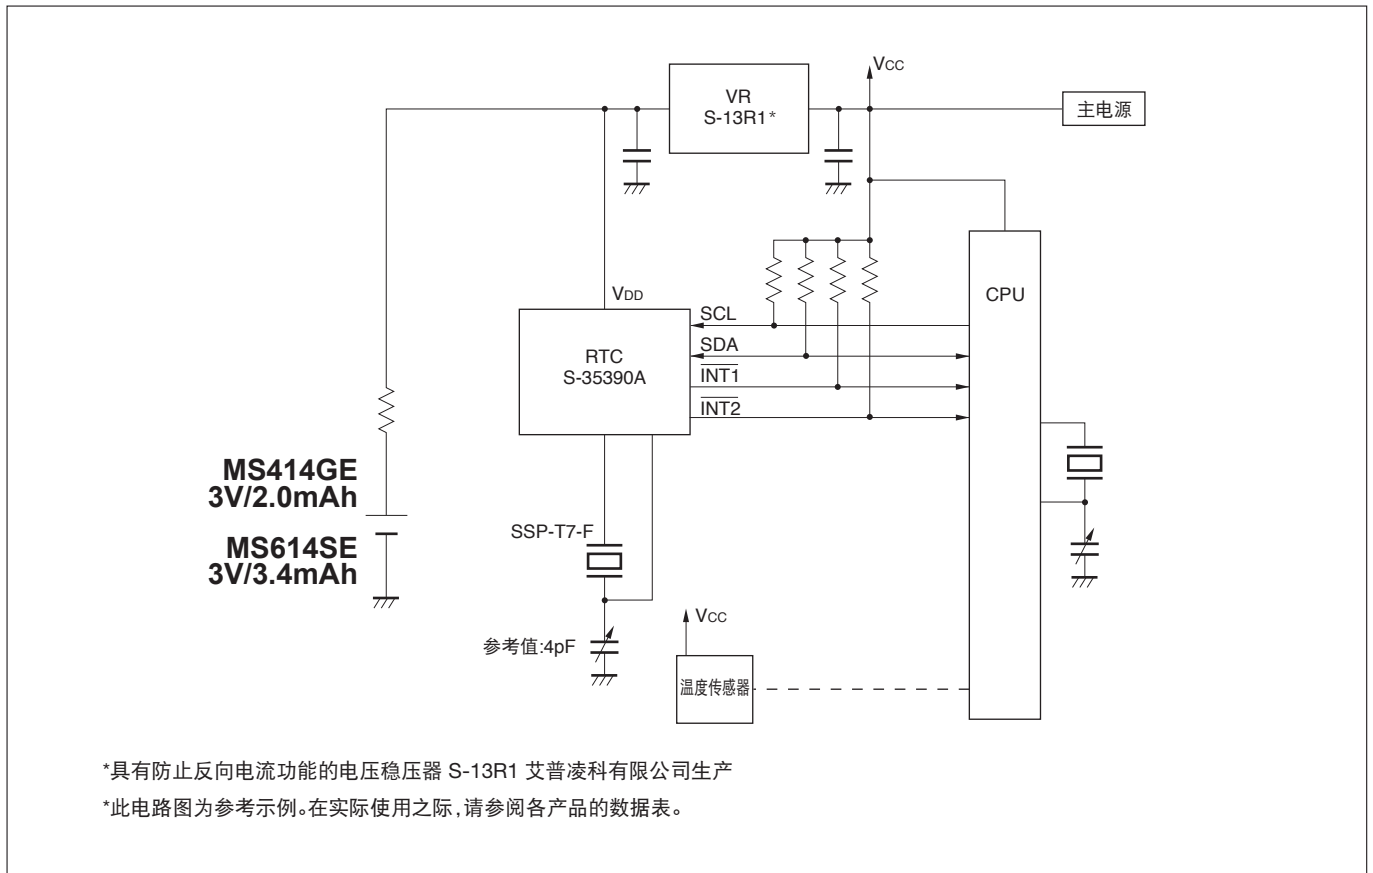 VCC
VR
S-13R1*
主电源
VDD
CPU
SCL
RTC
S-35390A
SDA
INT1
INT2
MS414GE
3V/2.0mAh
MS614SE
3V/3.4mAh
SSP-T7-F
参考值:4pF
VCC
温度传感器
*具有防止反向电流功能的电压稳压器 S-13R1 艾普凌科有限公司生产
*此电路图为参考示例。在实际使用之际,请参阅各产品的数据表。